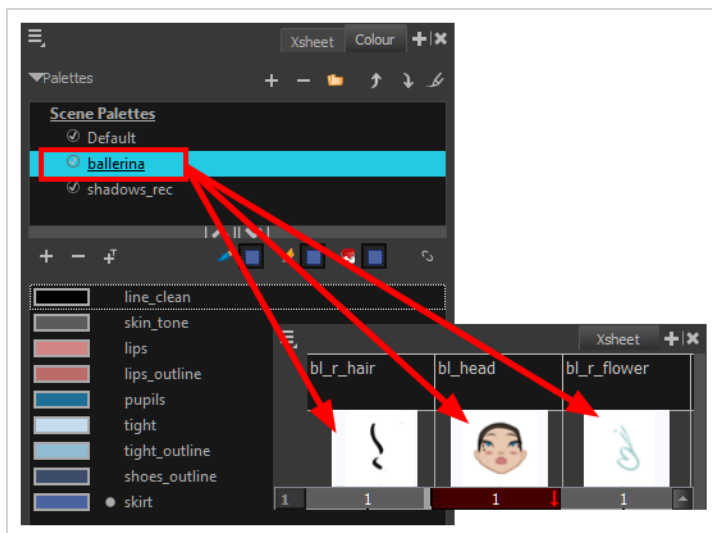 Xsheet Colour
Palettes
Scene Palettes
Default
ballerina
shadows_rec
line_clean
skin_tone
lips
lips_outline
pupils
tight
tight_outline
shoes_outline
skirt
Xsheet
bl_r_hair bl_head bl_r_flower
1 1 1 1